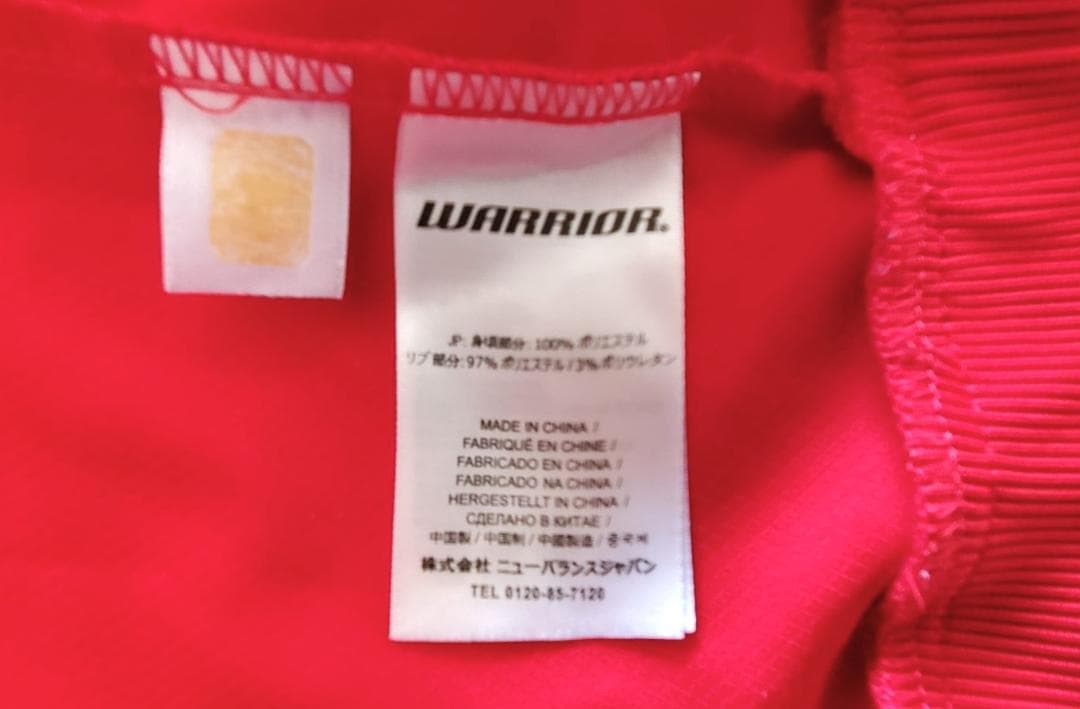 WARRIOR®
JP: 身頃部分: 100% ポリエステル
リブ部分:97% ポリエステル/3% ポリウレタン
MADE IN CHINA /
FABRIQUÉ EN CHINE /
FABRICADO EN CHINA /
FABRICADO NA CHINA /
HERGESTELLT IN CHINA /
СДЕЛАНО В КИТАЕ /
中国製 / 中国制 / 中國製造 / 중국제
株式会社 ニューバランスジャパン
TEL 0120-85-7120